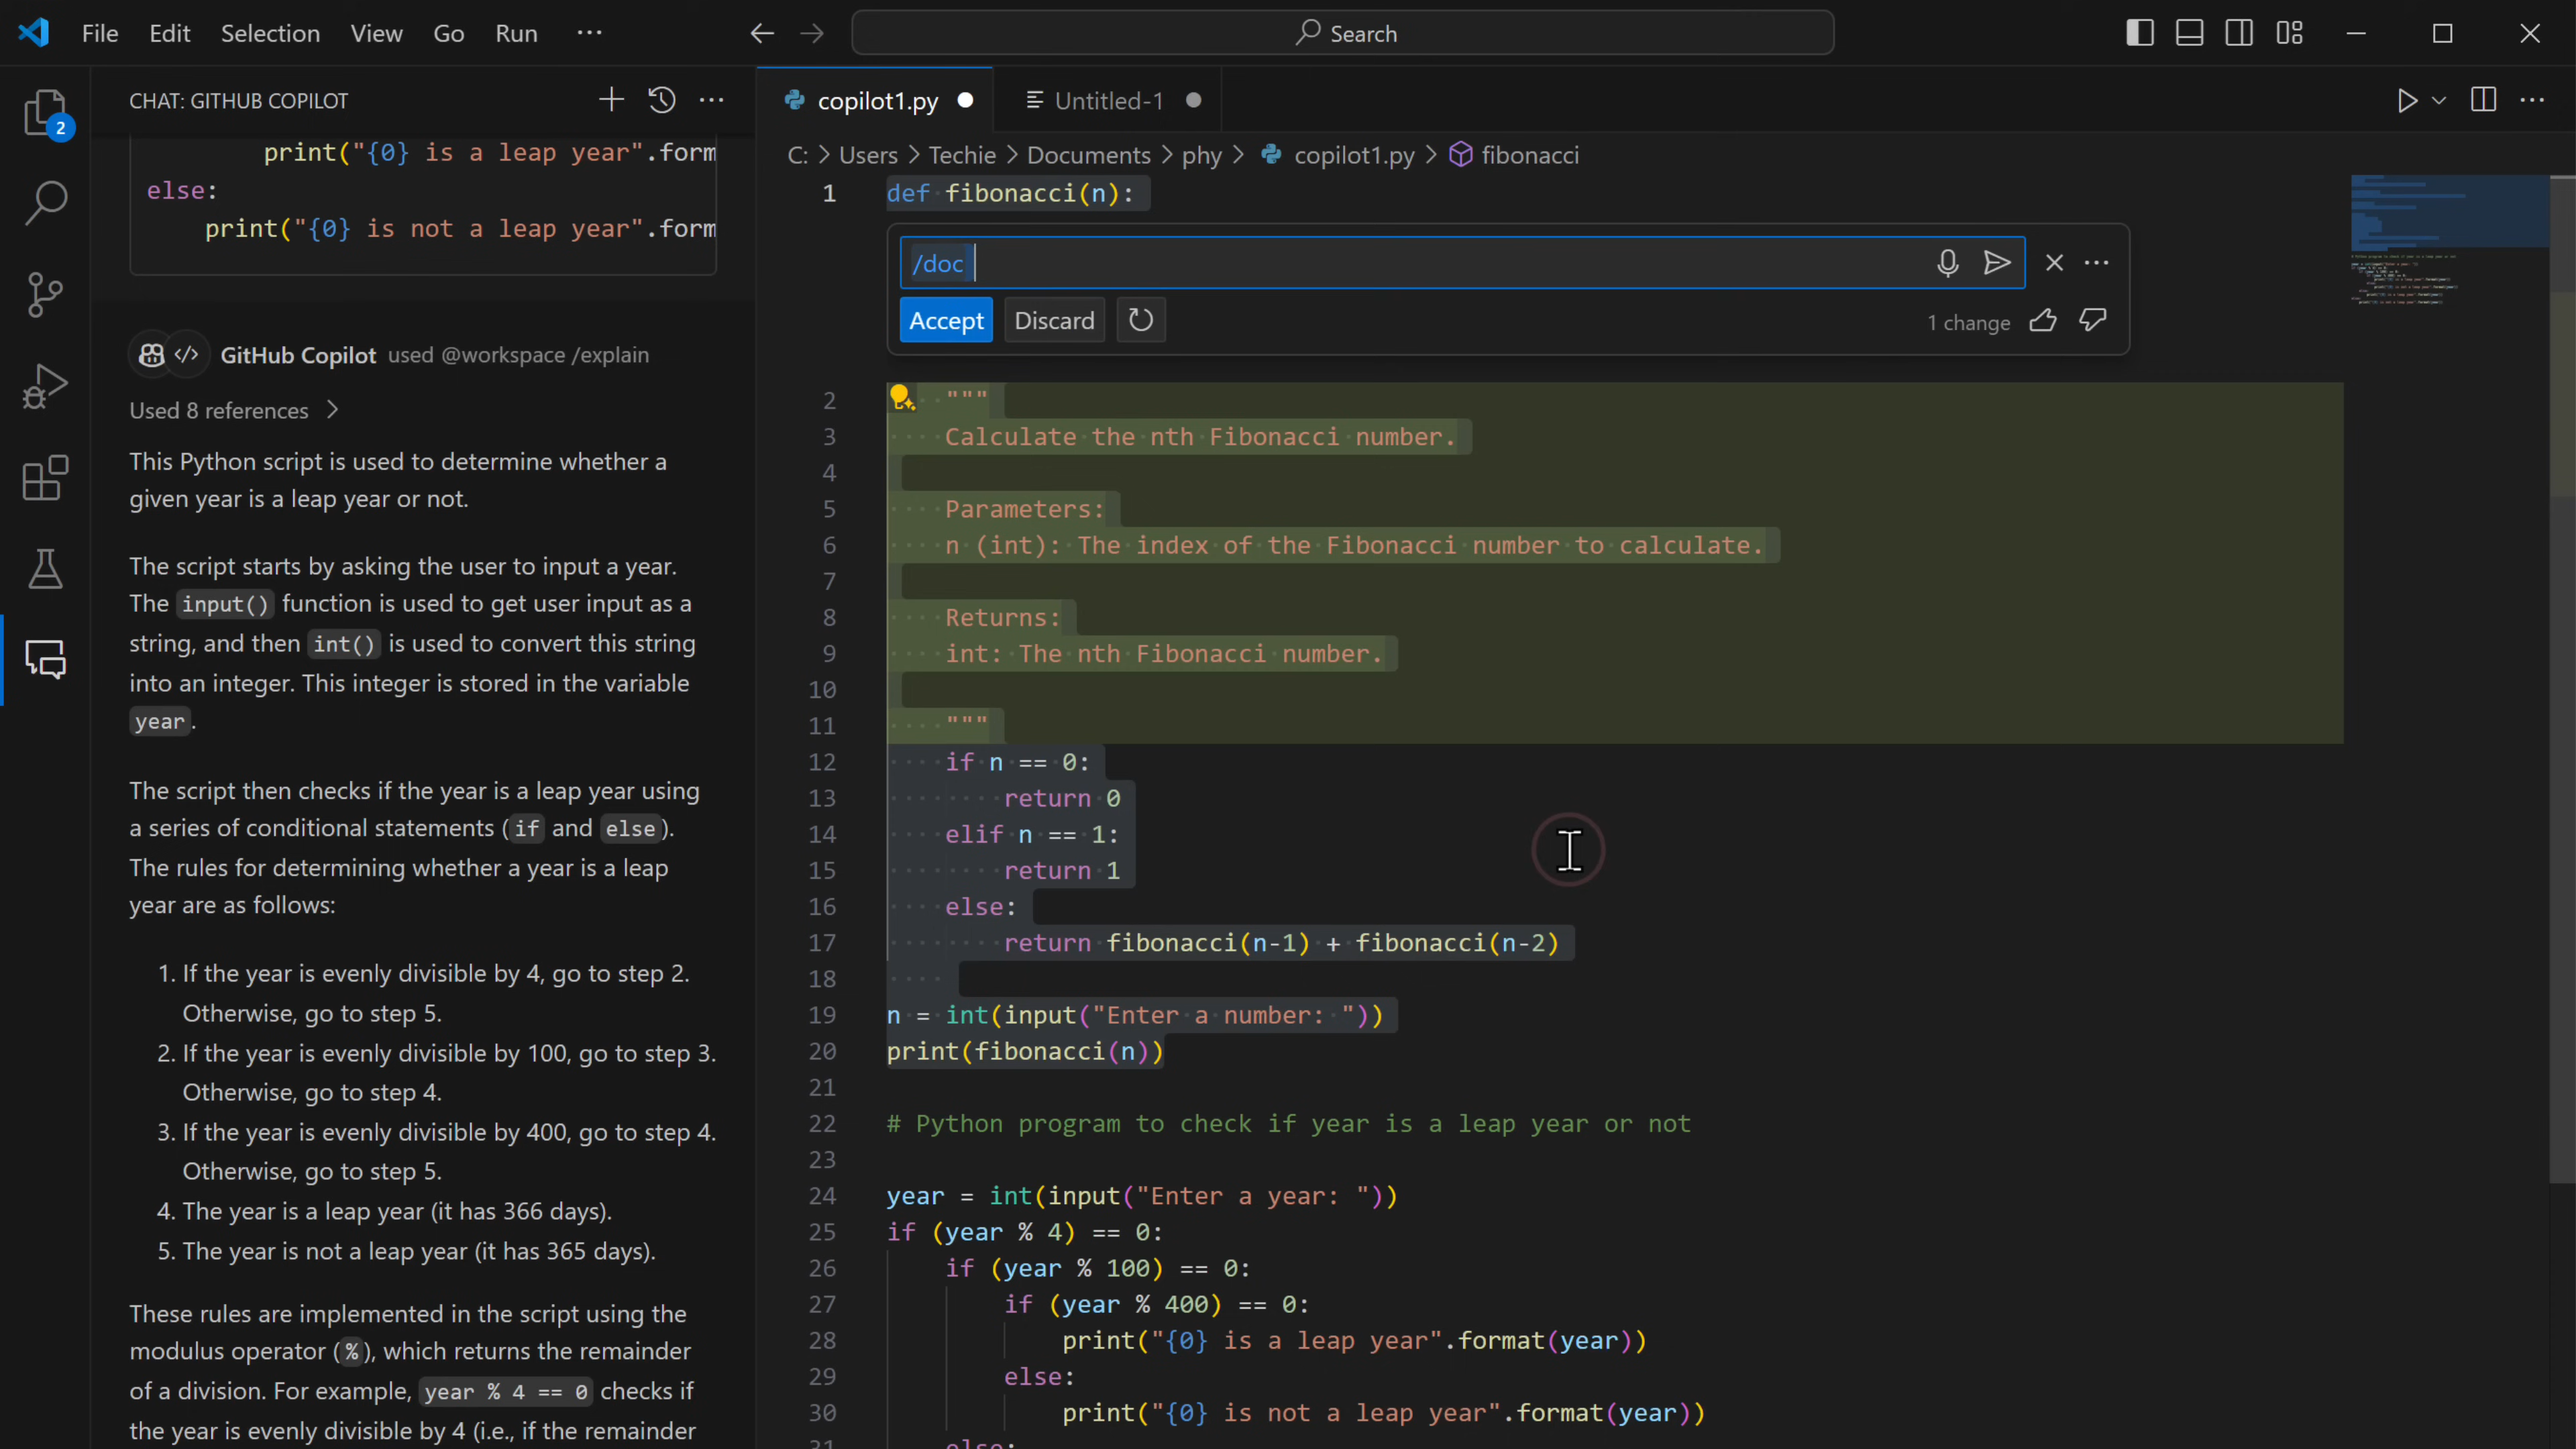 File Edit Selection View Go Run ···
Search
CHAT: GITHUB COPILOT
2
print("{0} is a leap year".form
else:
print("{0} is not a leap year".form
GitHub Copilot used @workspace /explain
Used 8 references
This Python script is used to determine whether a
given year is a leap year or not.
The script starts by asking the user to input a year.
The input() function is used to get user input as a
string, and then int() is used to convert this string
into an integer. This integer is stored in the variable
year.
The script then checks if the year is a leap year using
a series of conditional statements (if and else).
The rules for determining whether a year is a leap
year are as follows:
1. If the year is evenly divisible by 4, go to step 2.
Otherwise, go to step 5.
2. If the year is evenly divisible by 100, go to step 3.
Otherwise, go to step 4.
3. If the year is evenly divisible by 400, go to step 4.
Otherwise, go to step 5.
4. The year is a leap year (it has 366 days).
5. The year is not a leap year (it has 365 days).
These rules are implemented in the script using the
modulus operator (%), which returns the remainder
of a division. For example, year % 4 == 0 checks if
the year is evenly divisible by 4 (i.e., if the remainder
copilot1.py Untitled-1
C: > Users > Techie > Documents > phy > copilot1.py > fibonacci
1 def fibonacci(n):
/doc
Accept Discard 1 change
2 """
3 Calculate the nth Fibonacci number.
4
5 Parameters:
6 n (int): The index of the Fibonacci number to calculate.
7
8 Returns:
9 int: The nth Fibonacci number.
10
11 """
12 if n == 0:
13 return 0
14 elif n == 1:
15 return 1
16 else:
17 return fibonacci(n-1) + fibonacci(n-2)
18
19 n = int(input("Enter a number: "))
20 print(fibonacci(n))
21
22 # Python program to check if year is a leap year or not
23
24 year = int(input("Enter a year: "))
25 if (year % 4) == 0:
26 if (year % 100) == 0:
27 if (year % 400) == 0:
28 print("{0} is a leap year".format(year))
29 else:
30 print("{0} is not a leap year".format(year))
31 else: